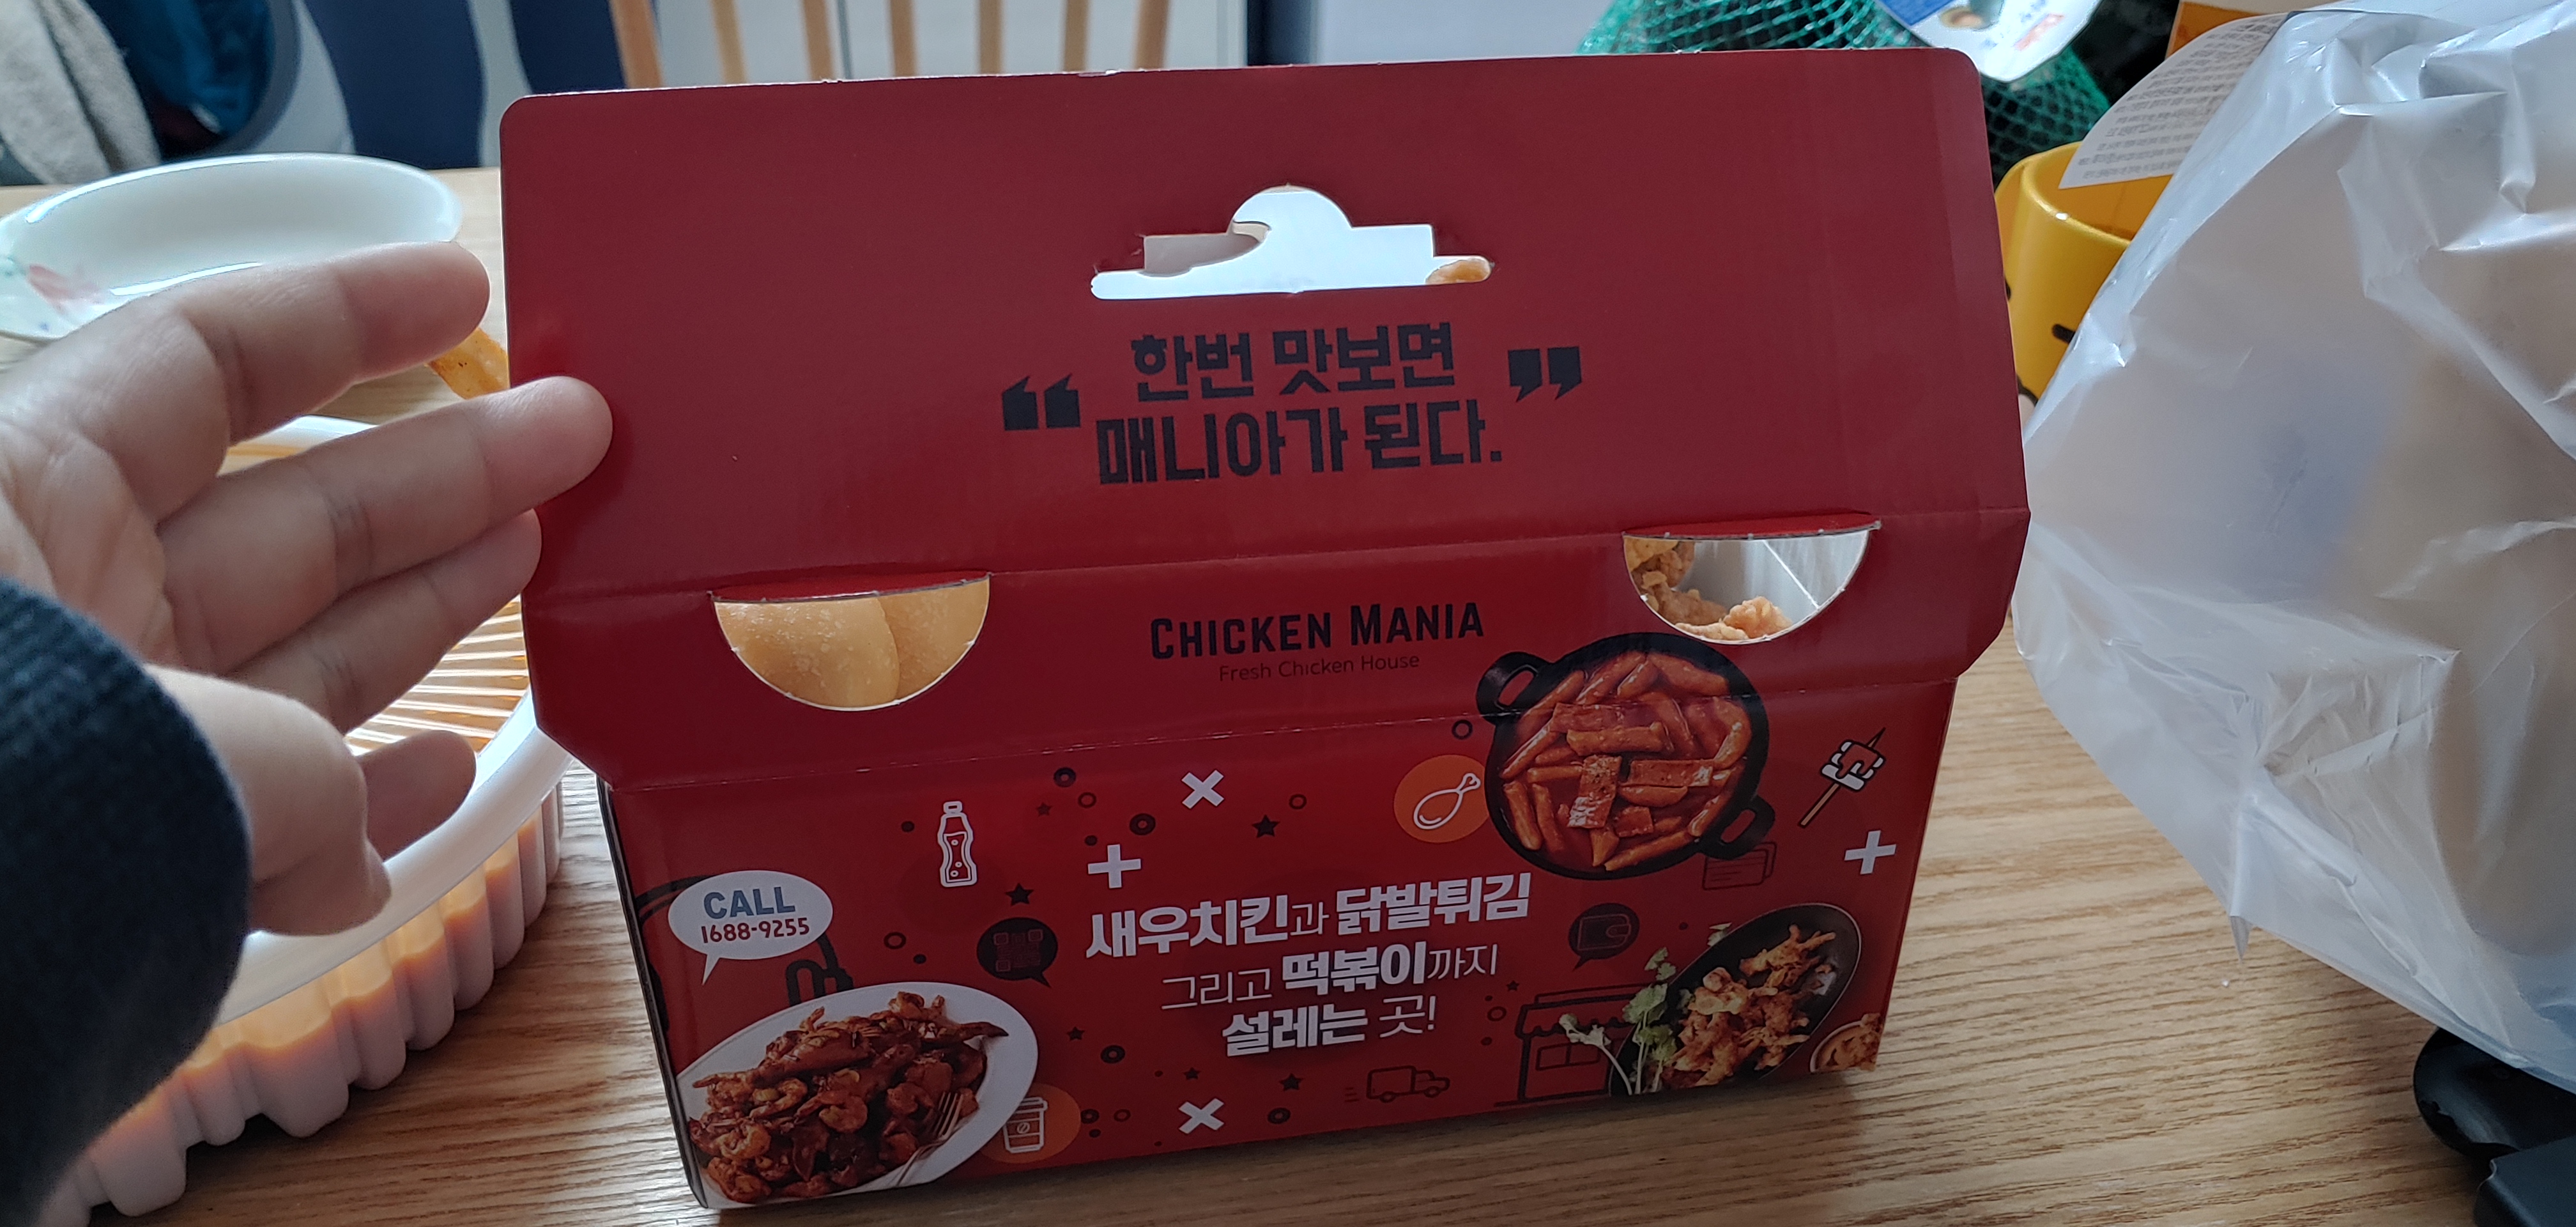 “한번 맛보면
매니아가 된다.”
CHICKEN MANIA
Fresh Chicken House
CALL
1688-9255
새우치킨과 닭발튀김
그리고 떡볶이까지
설레는 곳!